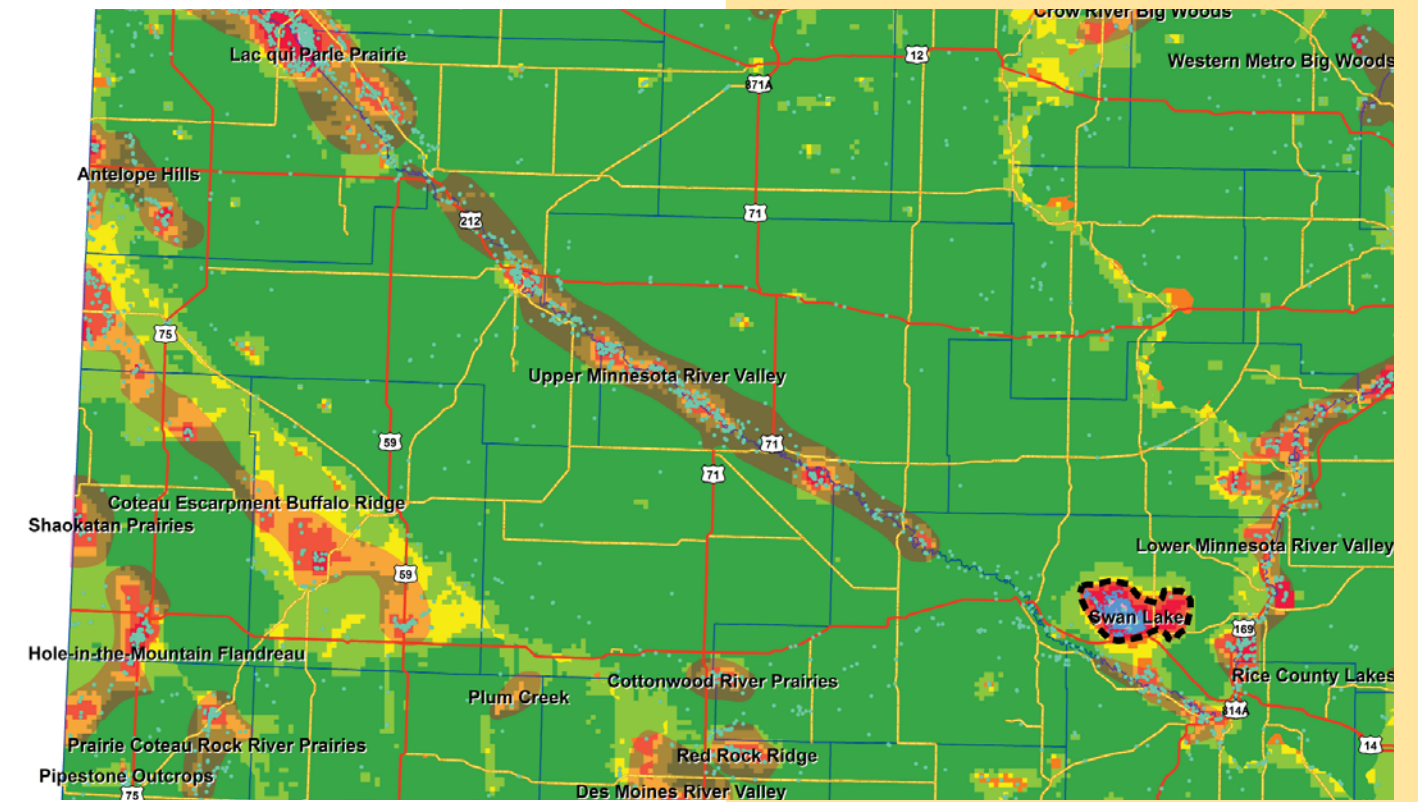 Crow River Big Woods
Lac qui Parle Prairie
12
Western Metro Big Woods
871A
Antelope Hills
212
71
75
Upper Minnesota River Valley
59
71
71
Coteau Escarpment Buffalo Ridge
Shaokatan Prairies
Lower Minnesota River Valley
59
Swan Lake
169
Hole-in-the-Mountain Flandreau
Rice County Lakes
Cottonwood River Prairies
Plum Creek
814A
Prairie Coteau Rock River Prairies
14
Red Rock Ridge
Pipestone Outcrops
Des Moines River Valley
75